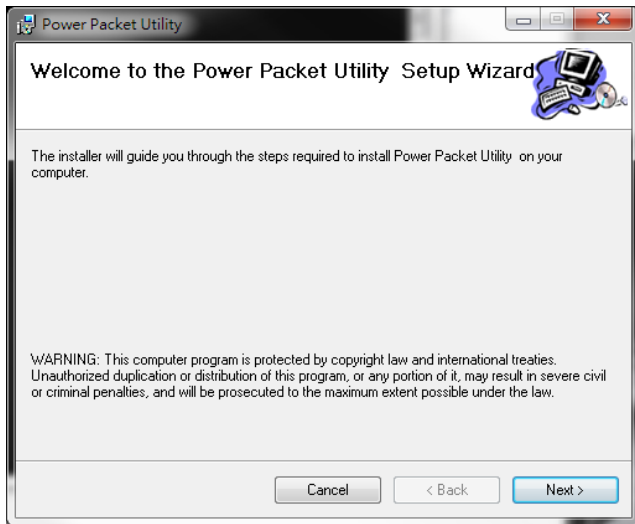 Power Packet Utility
Welcome to the Power Packet Utility  Setup Wizard
The installer will guide you through the steps required to install Power Packet Utility  on your
computer.
WARNING: This computer program is protected by copyright law and international treaties.
Unauthorized duplication or distribution of this program, or any portion of it, may result in severe civil
or criminal penalties, and will be prosecuted to the maximum extent possible under the law.
Cancel
< Back
Next >